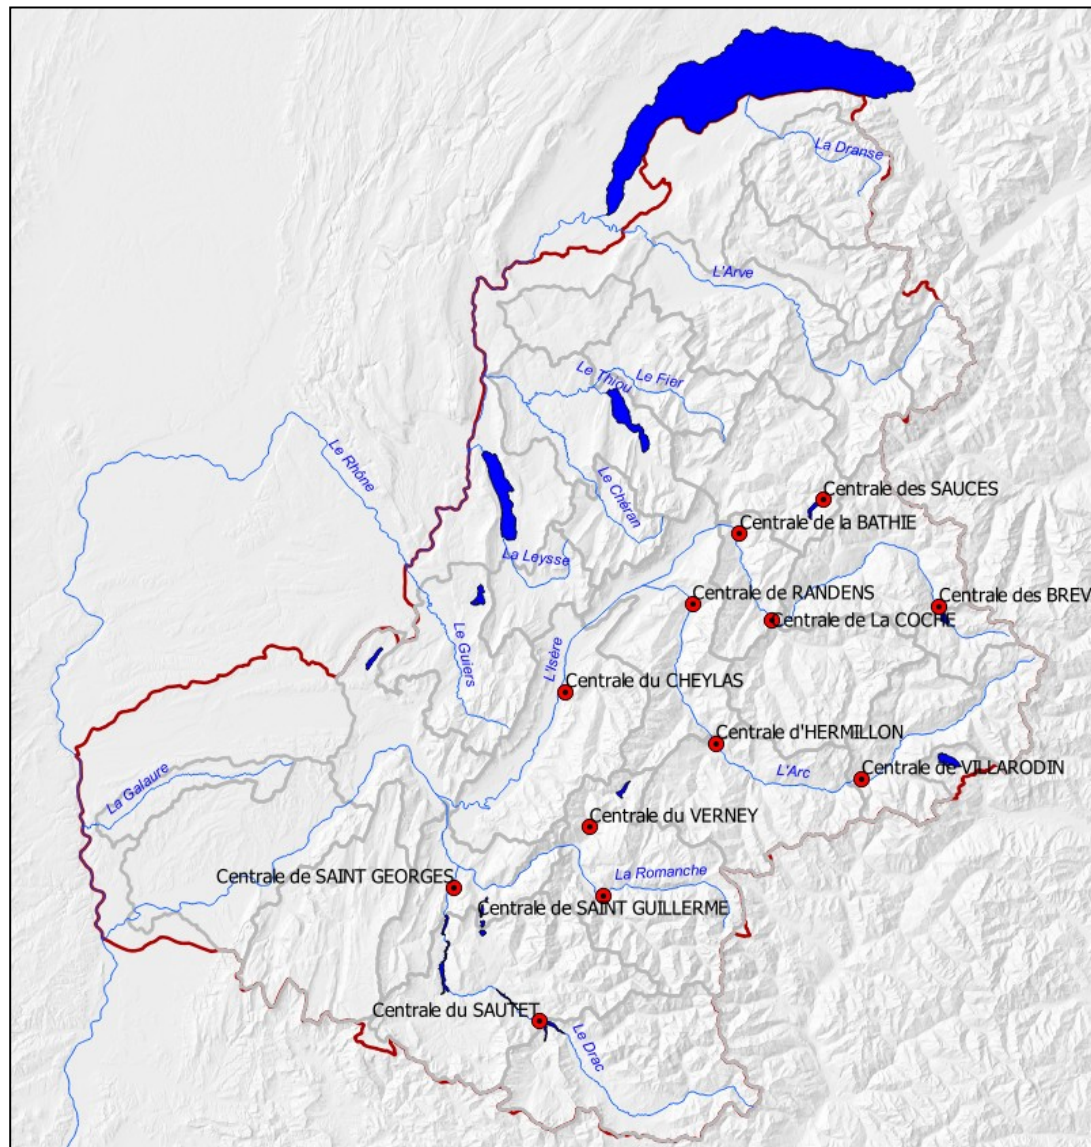 La Dranse
L'Arve
Le Thiou
Le Fier
Le Rhône
Le Chéran
Centrale des SAUCES
Centrale de la BATHIE
La Leysse
Centrale de RANDENS
Centrale des BREV
Centrale de La COCHE
Le Guiers
L'Isère
Centrale du CHEYLAS
Centrale d'HERMILLON
L'Arc
Centrale de VILLARODIN
La Galaure
Centrale du VERNEY
Centrale de SAINT GEORGES
La Romanche
Centrale de SAINT GUILLERME
Centrale du SAUTET
Le Drac